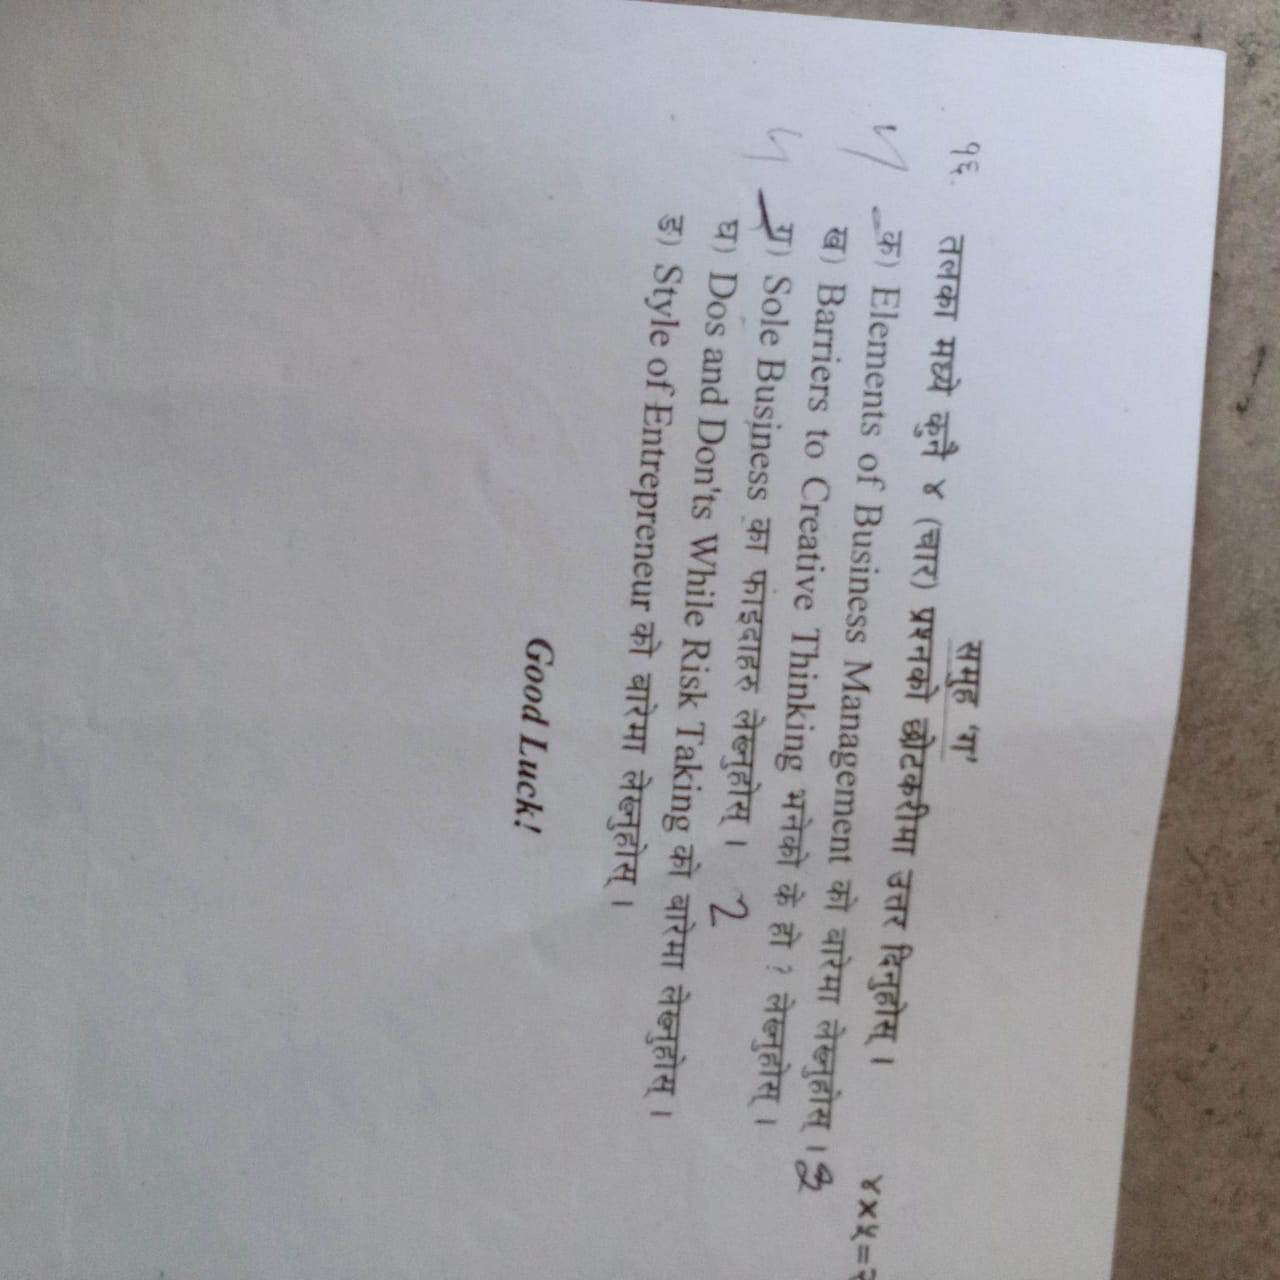 समुह 'ग'
१६. तलका मध्ये कुनै ४ (चार) प्रश्नको छोटकरीमा उत्तर दिनुहोस् । ४×५=
क) Elements of Business Management को बारेमा लेख्नुहोस् ।
ख) Barriers to Creative Thinking भनेको के हो ? लेख्नुहोस् ।
ग) Sole Business का फाइदाहरु लेख्नुहोस् । 2
घ) Dos and Don'ts While Risk Taking को बारेमा लेख्नुहोस् ।
ङ) Style of Entrepreneur को बारेमा लेख्नुहोस् ।
Good Luck!